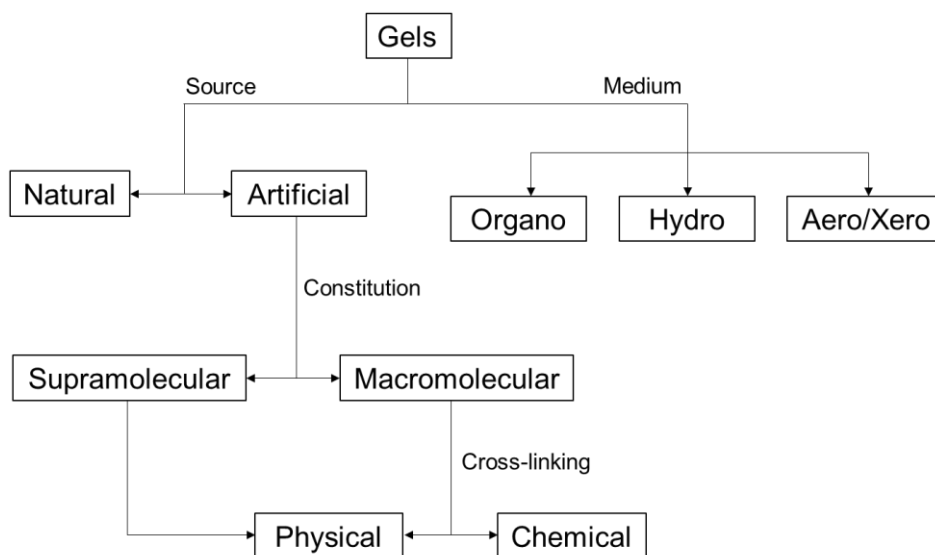 Gels
Source
Medium
Natural
Artificial
Organo
Hydro
Aero/Xero
Constitution
Supramolecular
Macromolecular
Cross-linking
Physical
Chemical